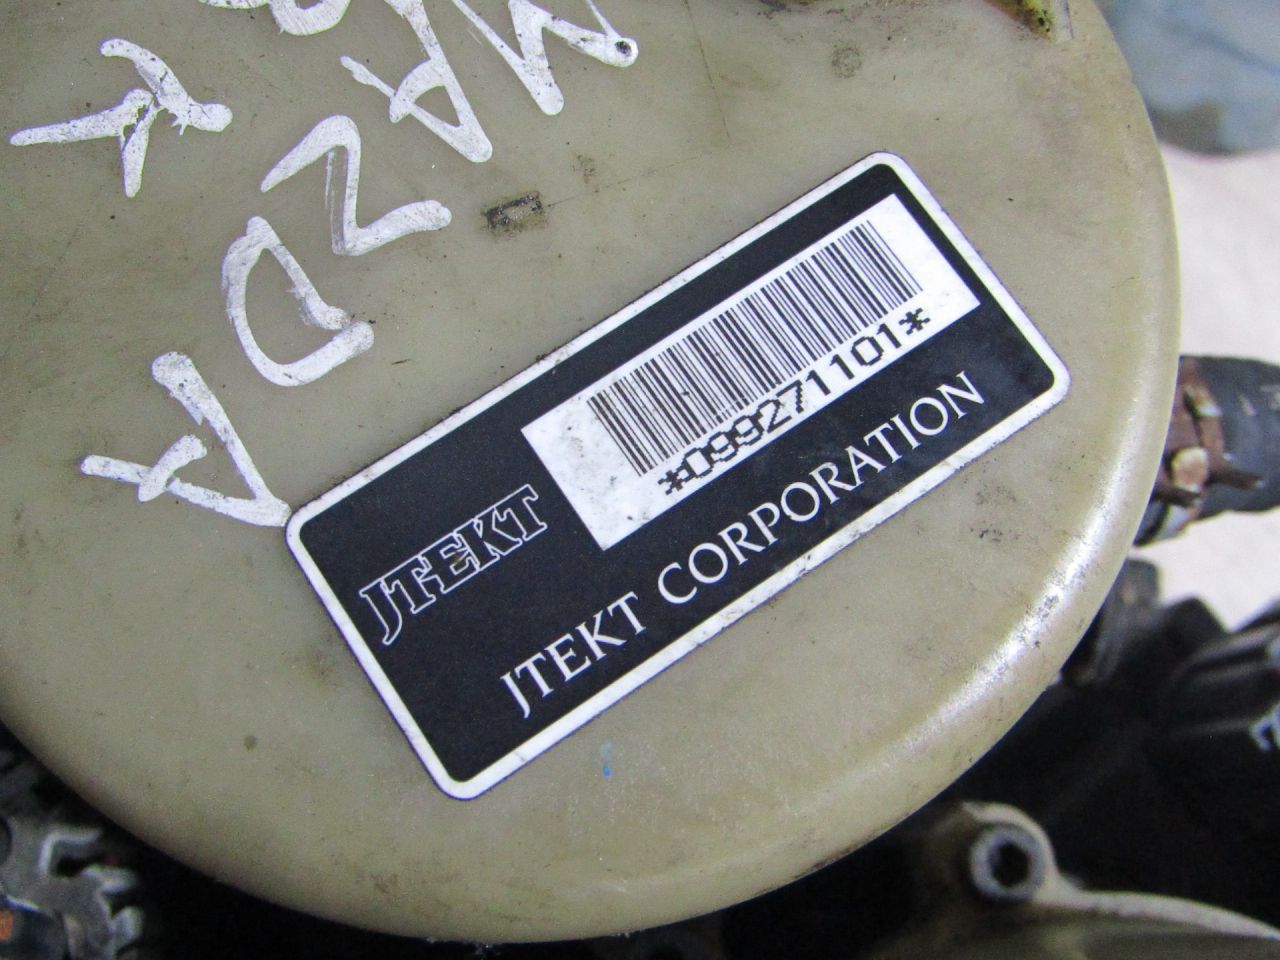 MAZDA
*099271101*
JTEKT
JTEKT CORPORATION